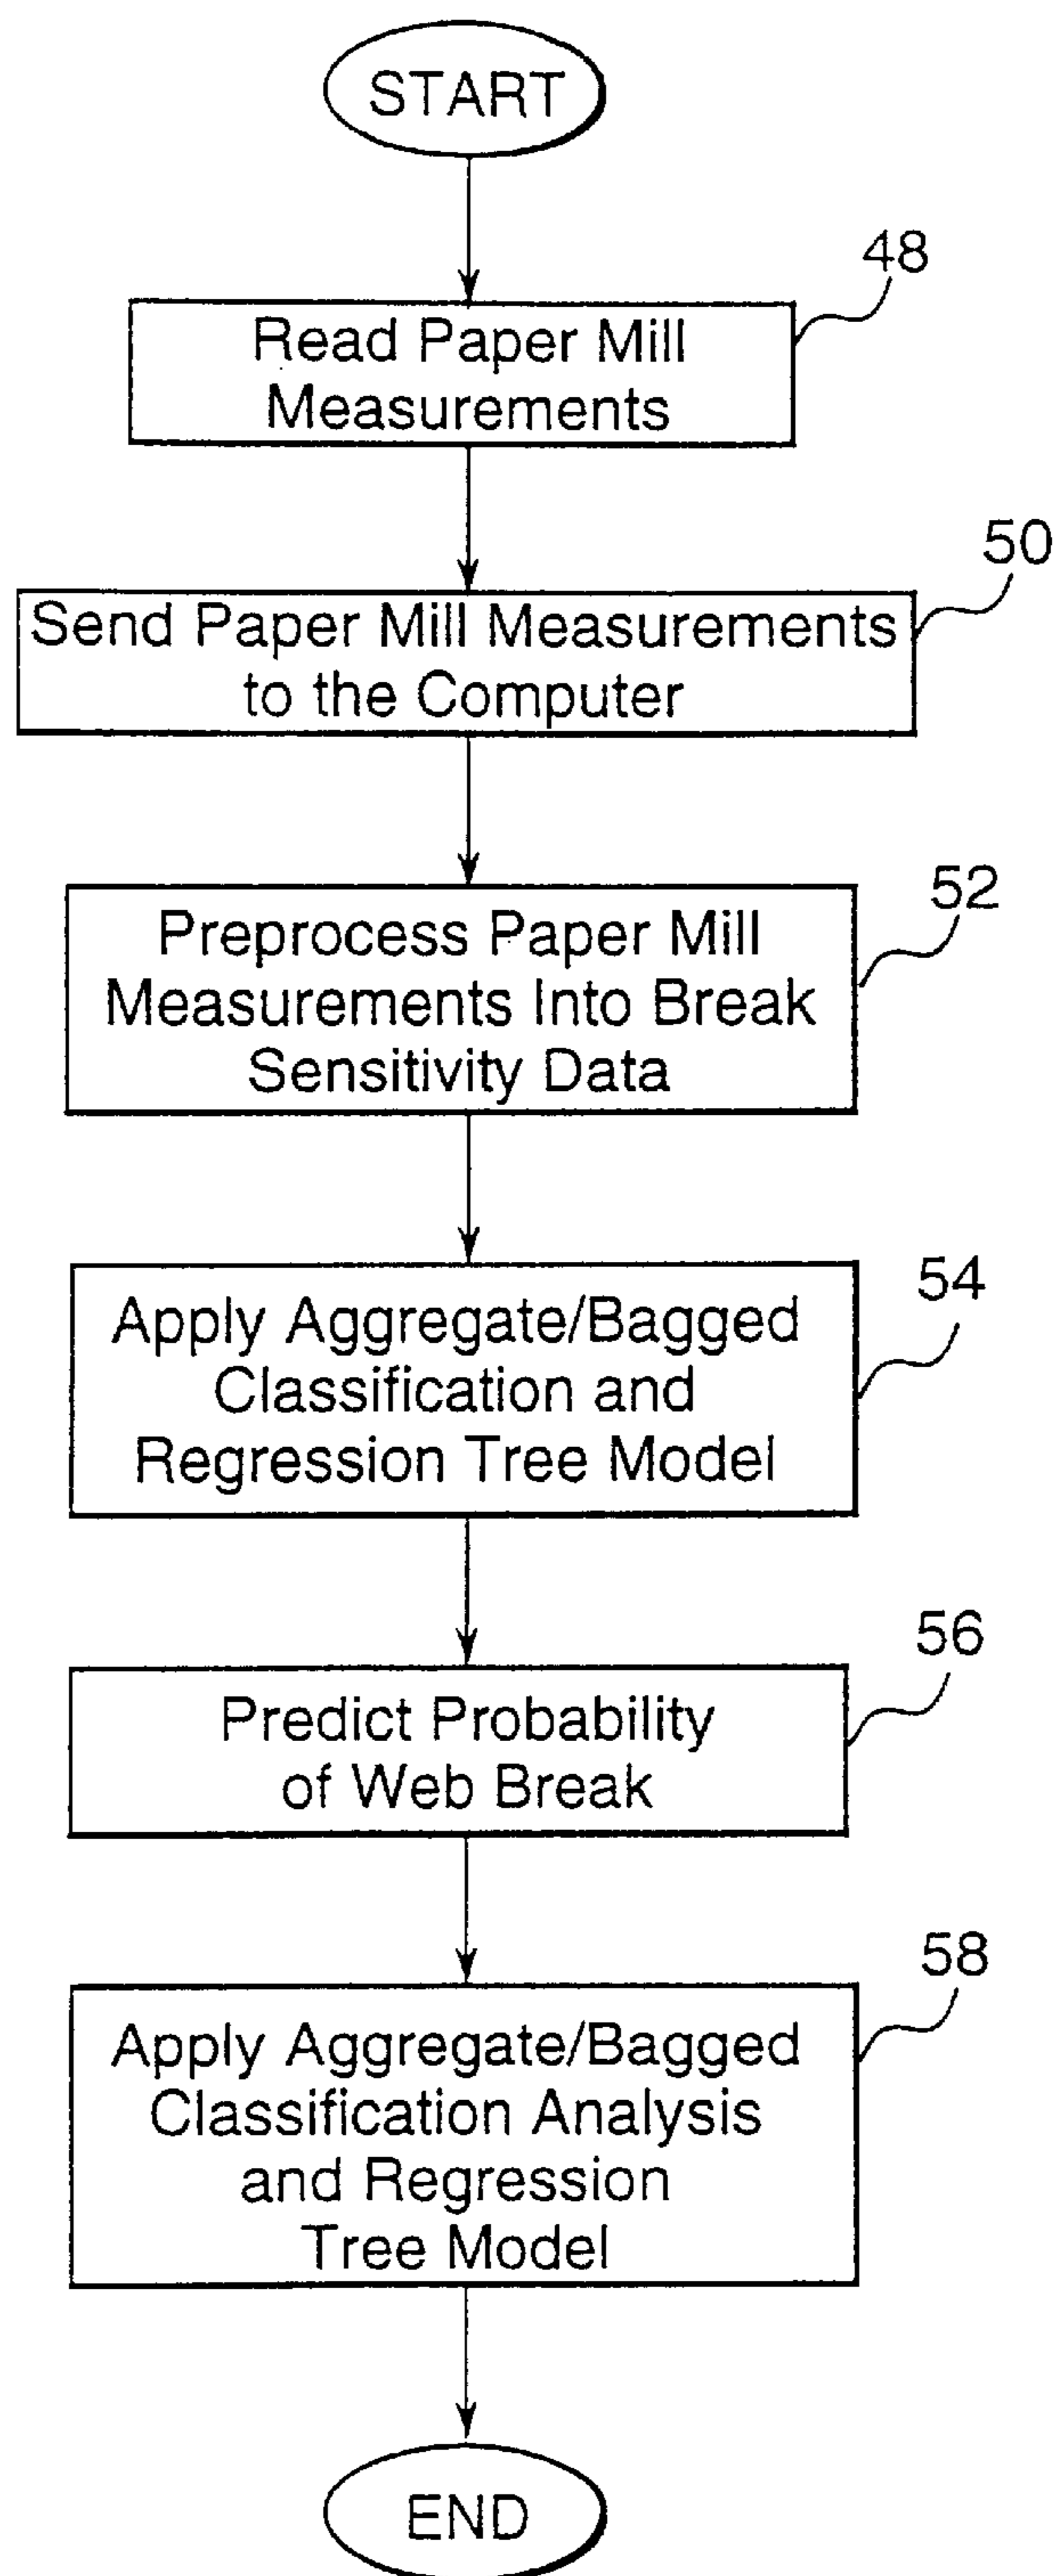 START
48
Read Paper Mill
Measurements
50
Send Paper Mill Measurements
to the Computer
52
Preprocess Paper Mill
Measurements Into Break
Sensitivity Data
54
Apply Aggregate/Bagged
Classification and
Regression Tree Model
56
Predict Probability
of Web Break
58
Apply Aggregate/Bagged
Classification Analysis
and Regression
Tree Model
END